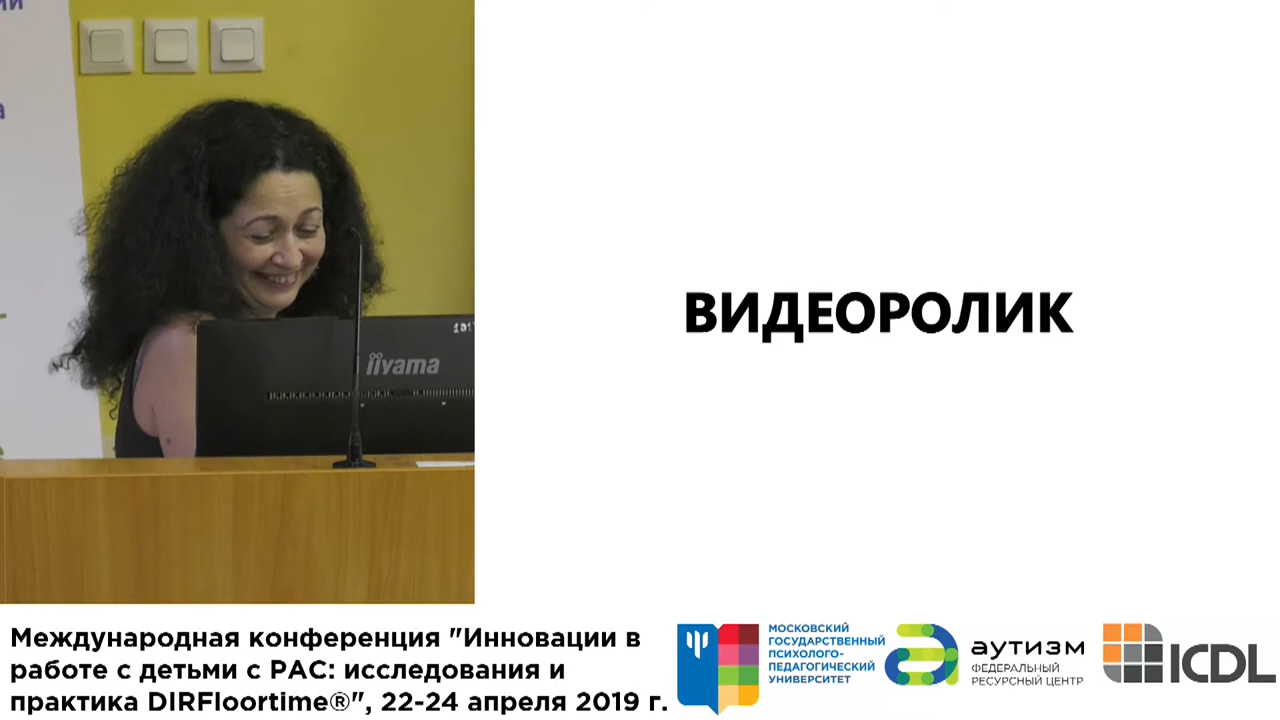 ВИДЕОРОЛИК
iiyama
Международная конференция "Инновации в
работе с детьми с РАС: исследования и
практика DIRFloortime®", 22-24 апреля 2019 г.
МОСКОВСКИЙ
ГОСУДАРСТВЕННЫЙ
ПСИХОЛОГО-
ПЕДАГОГИЧЕСКИЙ
УНИВЕРСИТЕТ
аутизм
ФЕДЕРАЛЬНЫЙ
РЕСУРСНЫЙ ЦЕНТР
ICDL